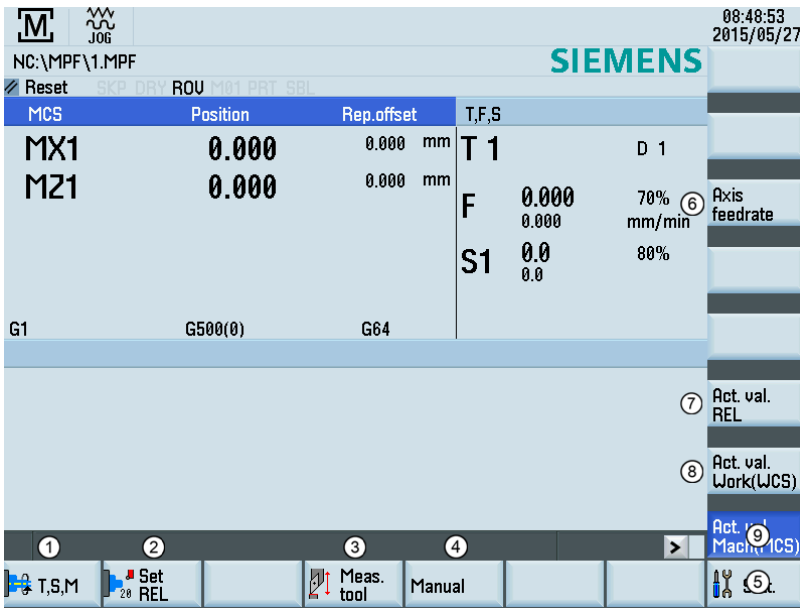 M
JOG
08:48:53
2015/05/27
NC:\MPF\1.MPF
SIEMENS
Reset SKP DRY ROV M01 PRT SBL
MCS Position Rep.offset T,F,S
MX1 0.000 0.000 mm T 1 D 1
MZ1 0.000 0.000 mm
F 0.000 70%
0.000 mm/min
S1 0.0 80%
0.0
6 Axis
feedrate
G1 G500(0) G64
7 Act. val.
REL
8 Act. val.
Work(WCS)
Act. 9
1 2 3 4 >
T,S,M
20 Set
REL
Meas.
tool
Manual
5